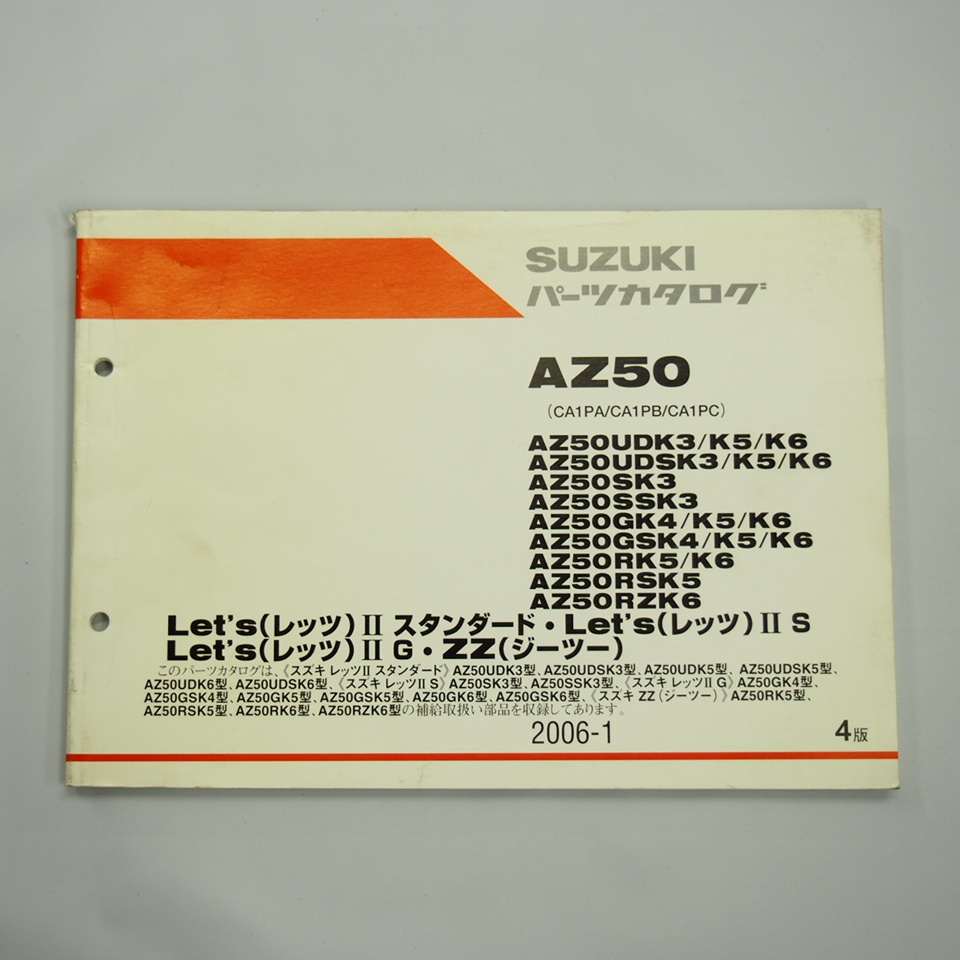 SUZUKI
パーツカタログ
AZ50
（CA1PA/CA1PB/CA1PC）
AZ50UDK3/K5/K6
AZ50UDSK3/K5/K6
AZ50SK3
AZ50SSK3
AZ50GK4/K5/K6
AZ50GSK4/K5/K6
AZ50RK5/K6
AZ50RSK5
AZ50RZK6
Let's（レッツ）Ⅱ スタンダード・Let's（レッツ）Ⅱ S
Let's（レッツ）Ⅱ G・ZZ（ジーツー）
このパーツカタログは、《スズキ レッツⅡ スタンダード》AZ50UDK3型、AZ50UDSK3型、AZ50UDK5型、AZ50UDSK5型、
AZ50UDK6型、AZ50UDSK6型、《スズキ レッツⅡ S》AZ50SK3型、AZ50SSK3型、《スズキ レッツⅡ G》AZ50GK4型、
AZ50GSK4型、AZ50GK5型、AZ50GSK5型、AZ50GK6型、AZ50GSK6型、《スズキ ZZ（ジーツー）》AZ50RK5型、
AZ50RSK5型、AZ50RK6型、AZ50RZK6型の補給取扱い部品を収録してあります。
2006-1
4版